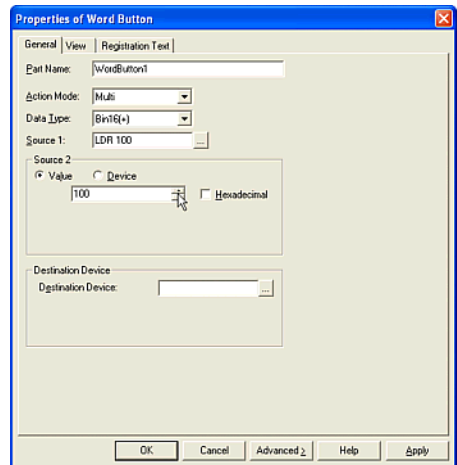 Properties of Word Button
General View Registration Text
Part Name: WordButton1
Action Mode: Multi
Data Type: Bin16(+)
Source 1: LDR 100 ...
Source 2
Value Device
100 Hexadecimal
Destination Device
Destination Device: ...
OK Cancel Advanced > Help Apply